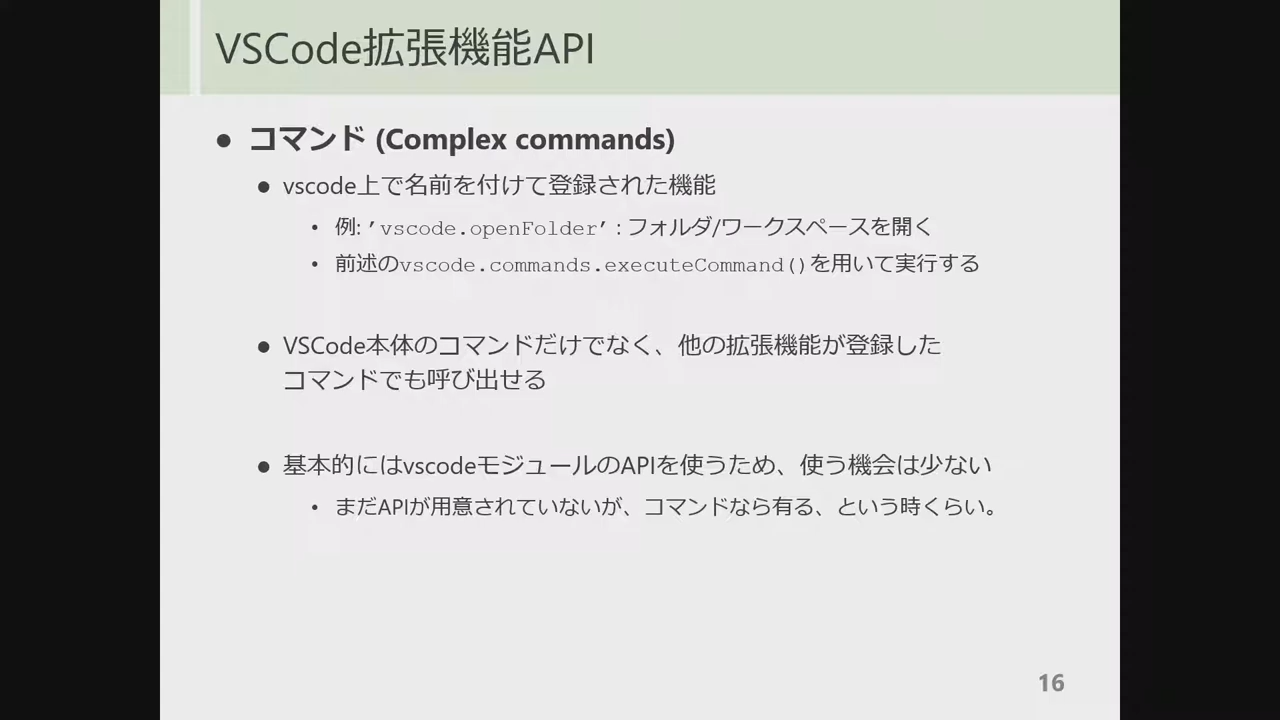 VSCode拡張機能API
● コマンド (Complex commands)
● vscode上で名前を付けて登録された機能
• 例: ’vscode.openFolder’ : フォルダ/ワークスペースを開く
• 前述のvscode.commands.executeCommand()を用いて実行する
● VSCode本体のコマンドだけでなく、他の拡張機能が登録した
コマンドでも呼び出せる
● 基本的にはvscodeモジュールのAPIを使うため、使う機会は少ない
• まだAPIが用意されていないが、コマンドなら有る、という時くらい。
16